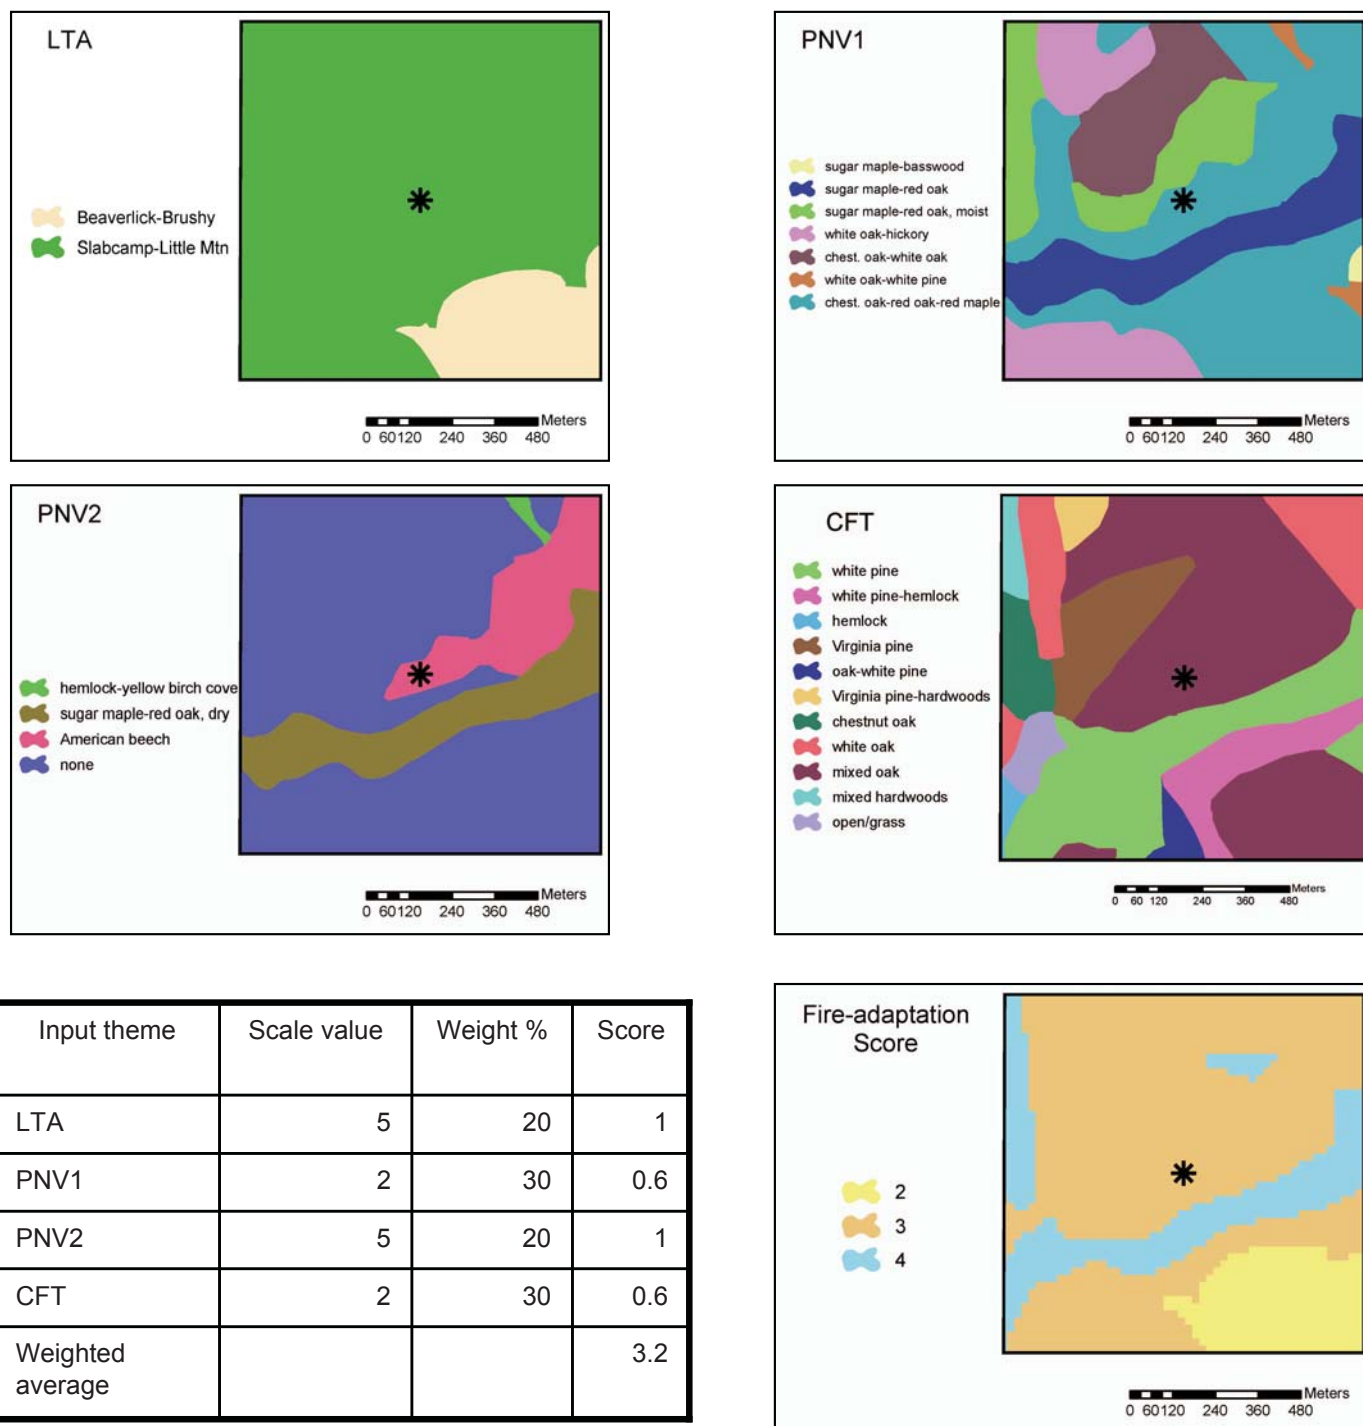 LTA
Beaverlick-Brushy
Slabcamp-Little Mtn
Meters
0 60120 240 360 480
PNV1
sugar maple-basswood
sugar maple-red oak
sugar maple-red oak, moist
white oak-hickory
chest. oak-white oak
white oak-white pine
chest. oak-red oak-red maple
Meters
0 60120 240 360 480
PNV2
hemlock-yellow birch cove
sugar maple-red oak, dry
American beech
none
Meters
0 60120 240 360 480
CFT
white pine
white pine-hemlock
hemlock
Virginia pine
oak-white pine
Virginia pine-hardwoods
chestnut oak
white oak
mixed oak
mixed hardwoods
open/grass
Meters
0 60 120 240 360 480
Input theme Scale value Weight % Score
LTA 5 20 1
PNV1 2 30 0.6
PNV2 5 20 1
CFT 2 30 0.6
Weighted
average 3.2
Fire-adaptation
Score
2
3
4
Meters
0 60120 240 360 480